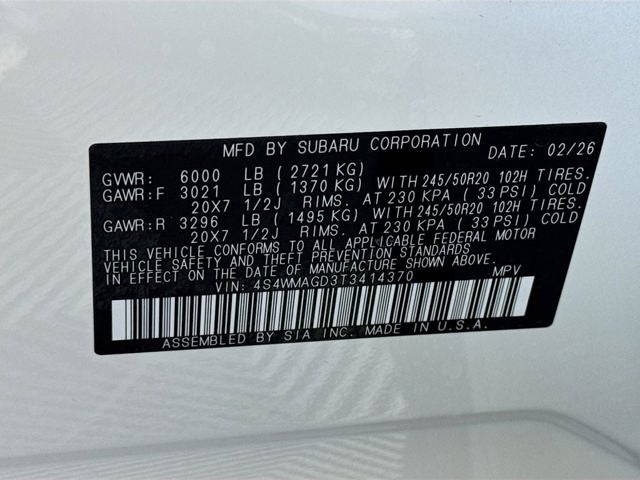 MFD BY SUBARU CORPORATION DATE: 02/26
GVWR: 6000 LB ( 2721 KG)
GAWR:F 3021 LB ( 1370 KG) WITH 245/50R20 102H TIRES.
20X7 1/2J RIMS. AT 230 KPA ( 33 PSI) COLD
GAWR:R 3296 LB ( 1495 KG) WITH 245/50R20 102H TIRES.
20X7 1/2J RIMS. AT 230 KPA ( 33 PSI) COLD
THIS VEHICLE CONFORMS TO ALL APPLICABLE FEDERAL MOTOR
VEHICLE SAFETY AND THEFT PREVENTION STANDARDS
IN EFFECT ON THE DATE OF MANUFACTURE SHOWN ABOVE.
VIN: 4S4WMAGD3T3414370 MPV
ASSEMBLED BY SIA INC. MADE IN U.S.A.